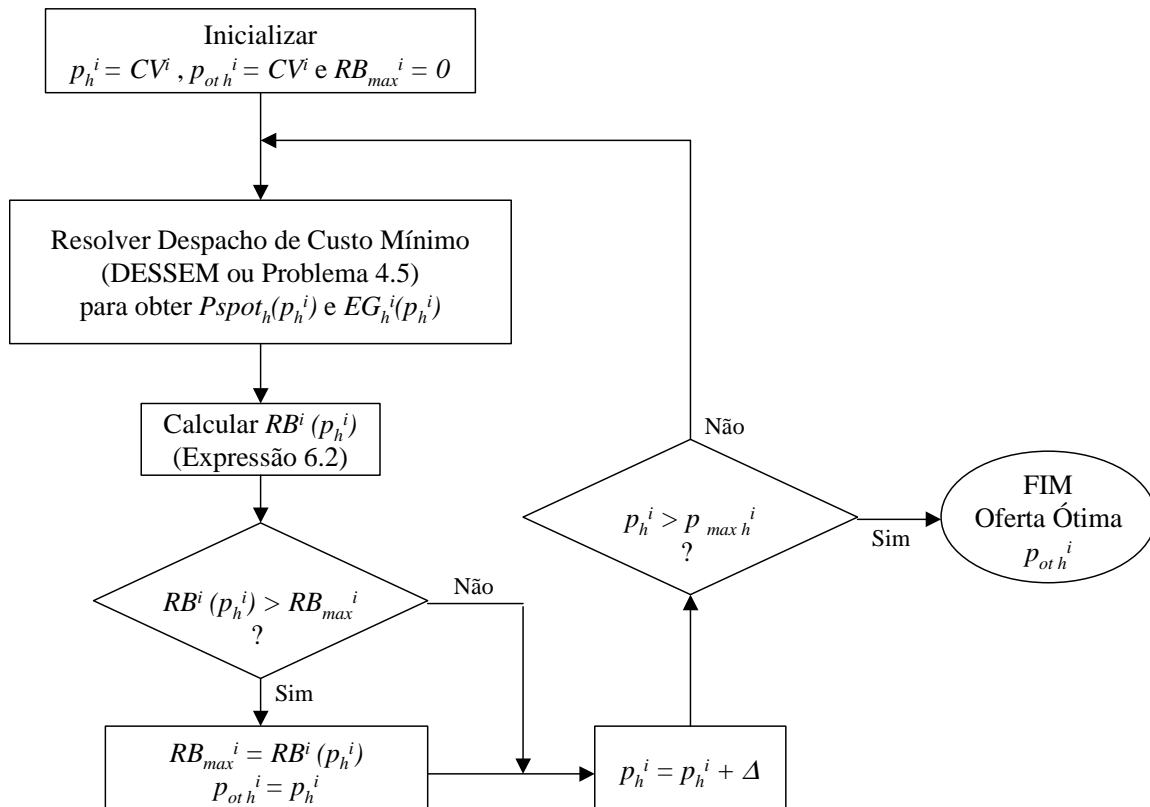 Inicializar
p_h^i = CV^i , p_ot h^i = CV^i e RB_max^i = 0
Resolver Despacho de Custo Mínimo
(DESSEM ou Problema 4.5)
para obter Pspot_h(p_h^i) e EG_h^i(p_h^i)
Calcular RB^i (p_h^i)
(Expressão 6.2)
RB^i (p_h^i) > RB_max^i
?
Não
Sim
RB_max^i = RB^i (p_h^i)
p_ot h^i = p_h^i
p_h^i = p_h^i + Δ
p_h^i > p_max h^i
?
Não
Sim
FIM
Oferta Ótima
p_ot h^i